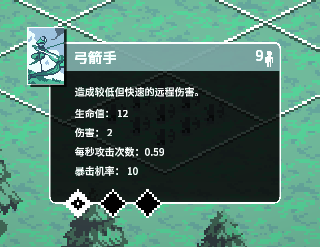 弓箭手
9
造成较低但快速的远程伤害。
生命值： 12
伤害： 2
每秒攻击次数：0.59
暴击机率： 10